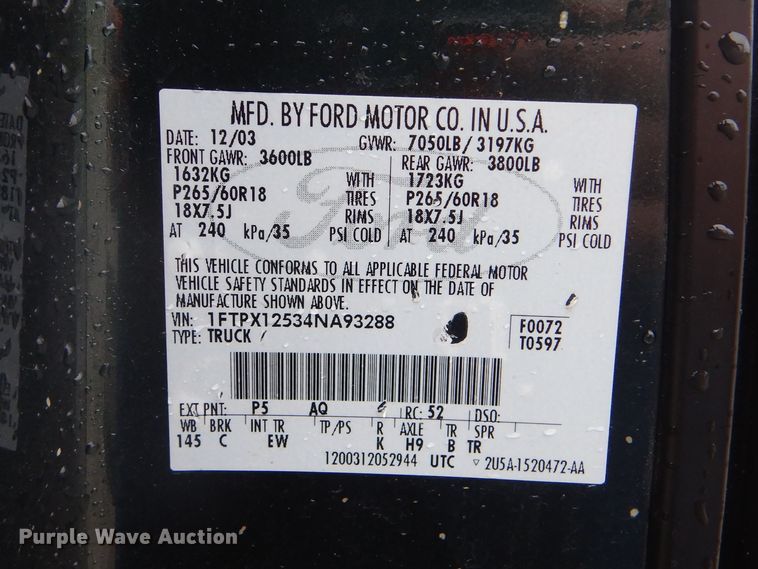 MFD. BY FORD MOTOR CO. IN U.S.A.
DATE: 12/03 GVWR: 7050LB/ 3197KG
FRONT GAWR: 3600LB REAR GAWR: 3800LB
1632KG WITH 1723KG WITH
P265/60R18 TIRES P265/60R18 TIRES
18X7.5J RIMS 18X7.5J RIMS
AT 240 kPa/35 PSI COLD AT 240 kPa/35 PSI COLD
Ford
THIS VEHICLE CONFORMS TO ALL APPLICABLE FEDERAL MOTOR
VEHICLE SAFETY STANDARDS IN EFFECT ON THE DATE OF
MANUFACTURE SHOWN ABOVE.
VIN: 1FTPX12534NA93288 F0072
TYPE: TRUCK T0597
EXT PNT: P5 AQ RC: 52 DSO:
WB BRK INT TR TP/PS R AXLE TR SPR
145 C EW K H9 B TR
1200312052944 UTC ▽ 2U5A-1520472-AA
Purple Wave Auction®